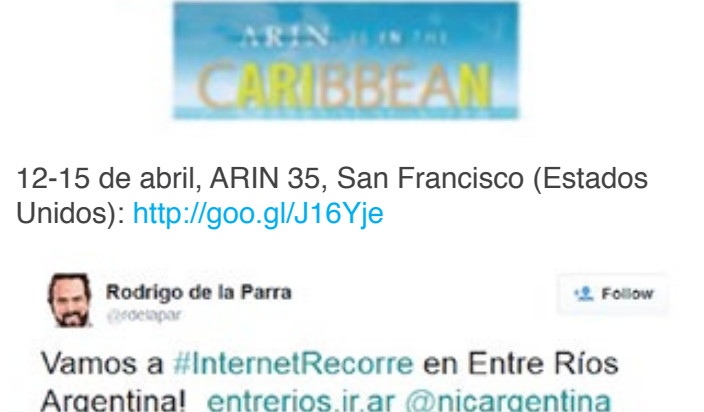 ARIN IS IN THE
CARIBBEAN
12-15 de abril, ARIN 35, San Francisco (Estados
Unidos): http://goo.gl/J16Yje
Rodrigo de la Parra
Follow
@rdelapar
Vamos a #InternetRecorre en Entre Ríos
Argentina! entrerios.ir.ar @nicargentina